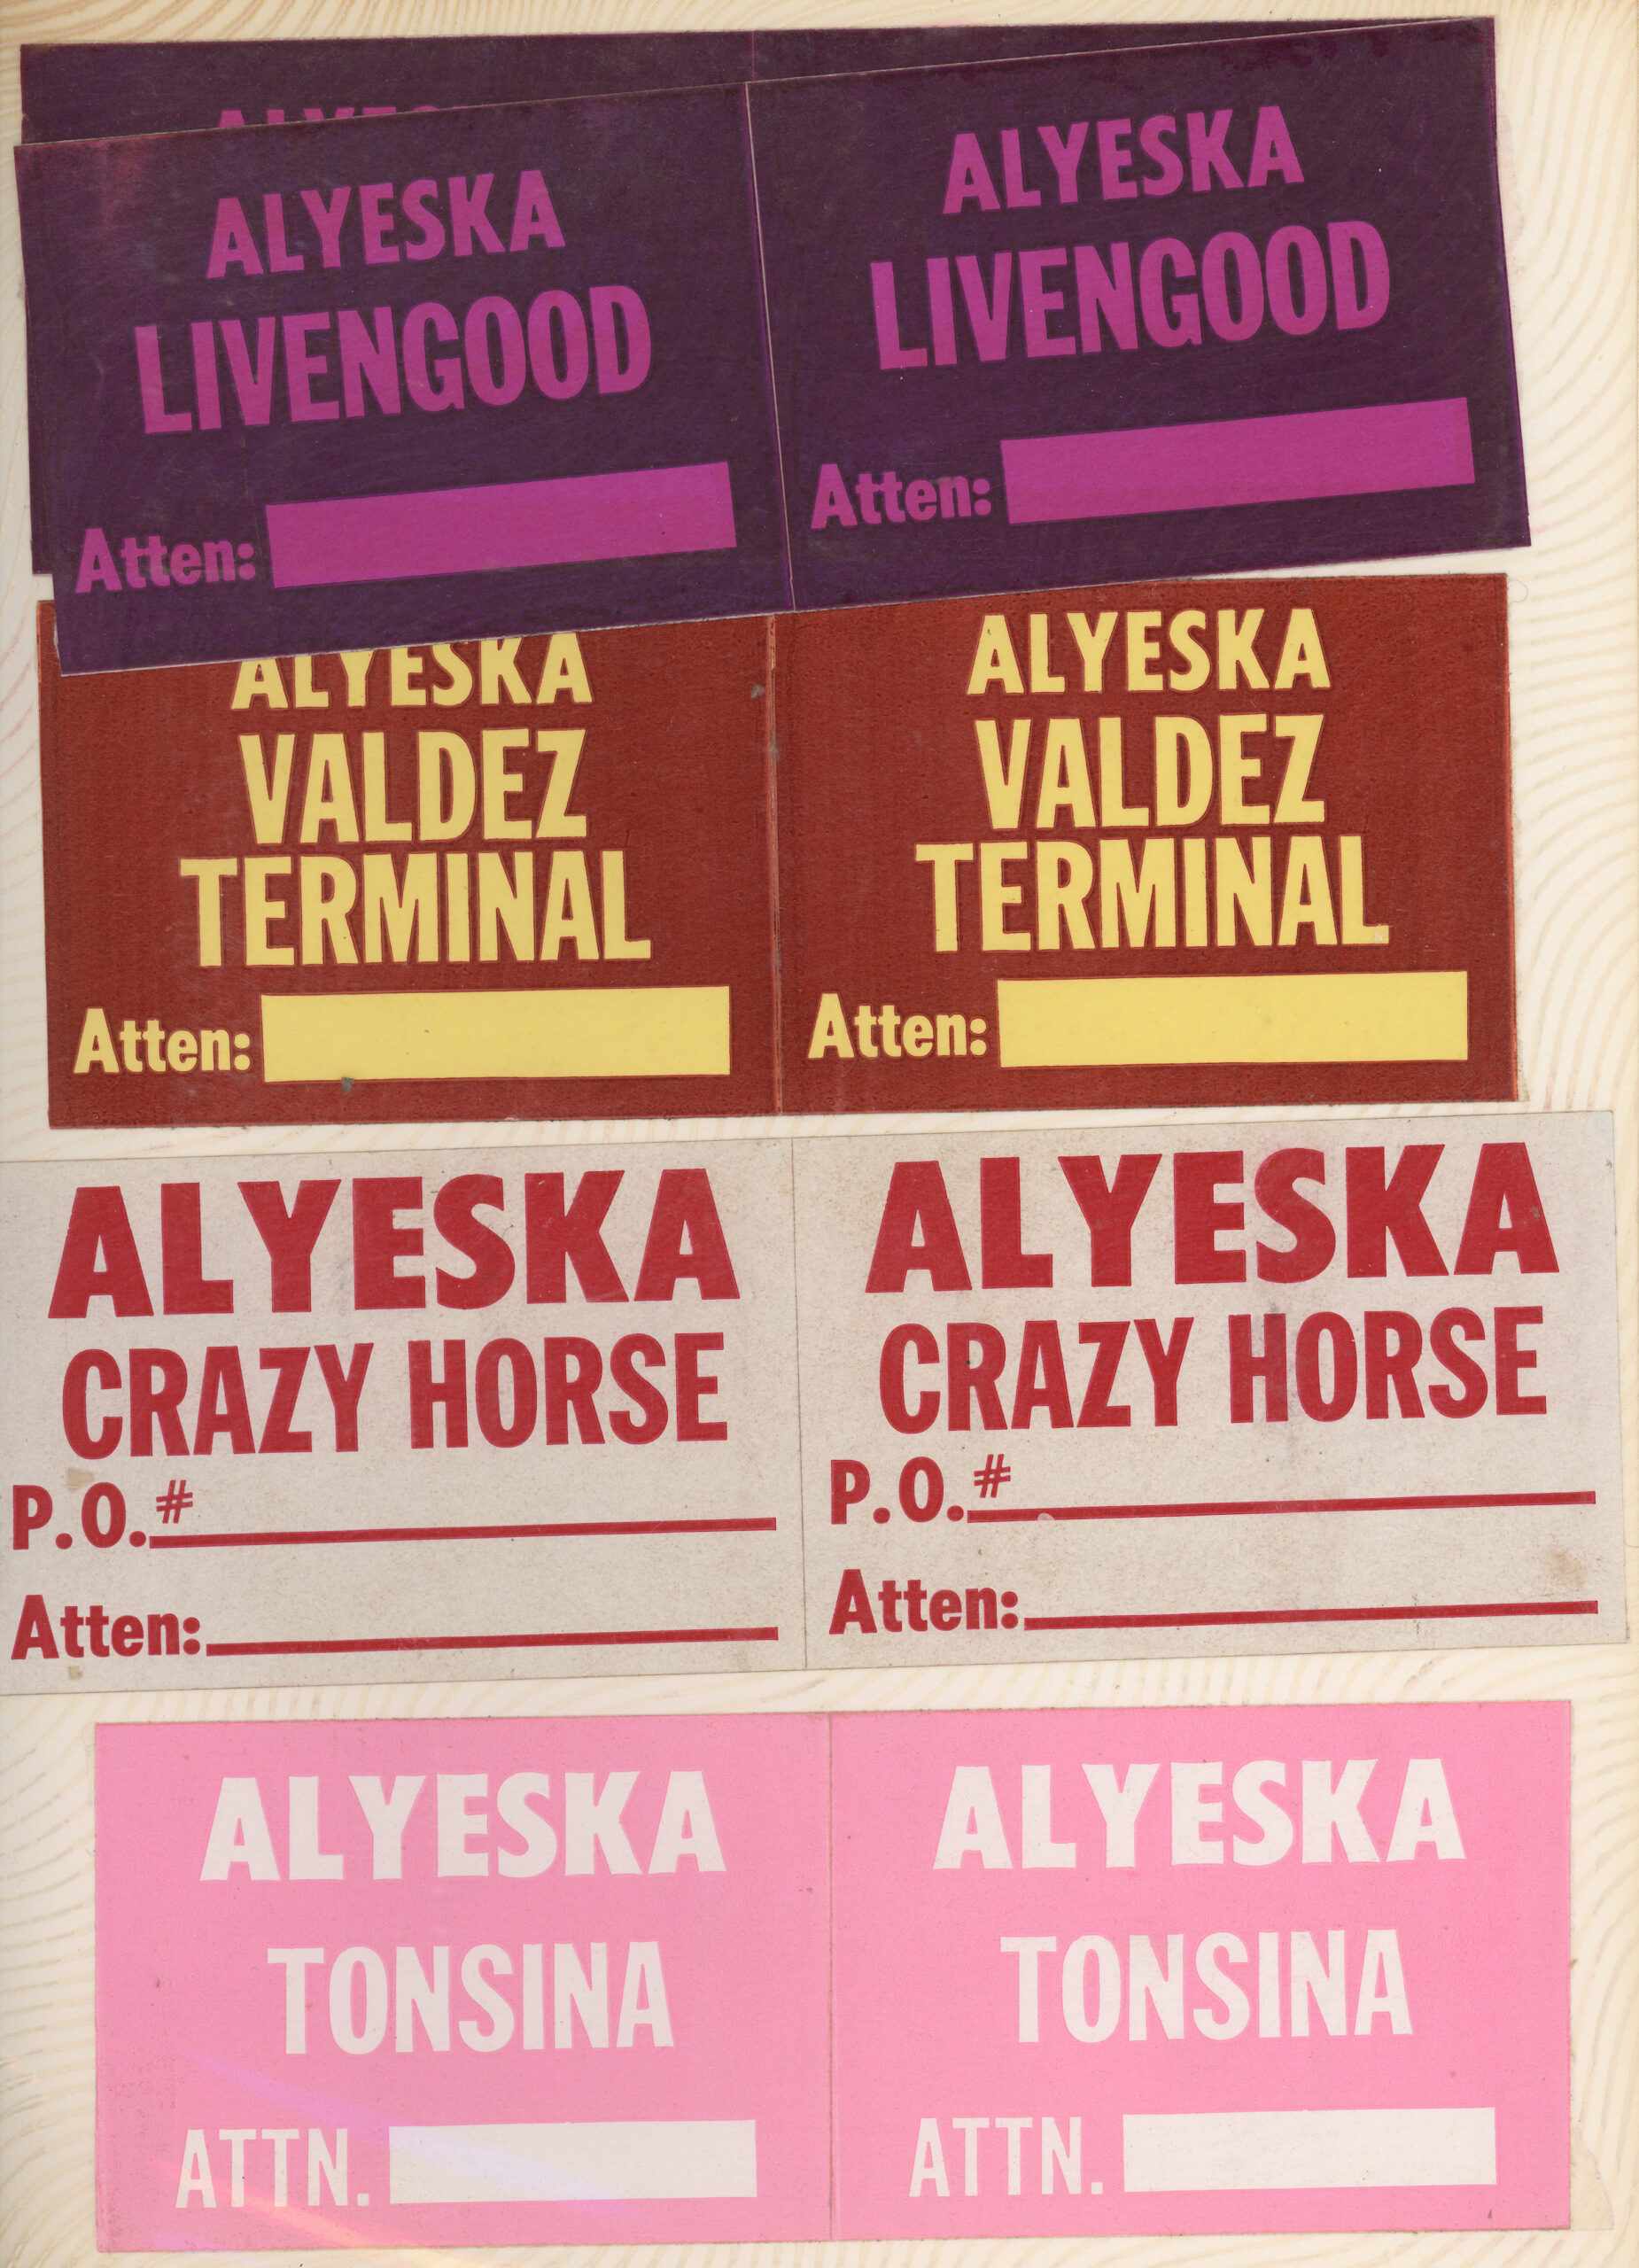 ALYESKA
LIVENGOOD
Atten:
ALYESKA
LIVENGOOD
Atten:
ALYESKA
VALDEZ
TERMINAL
Atten:
ALYESKA
VALDEZ
TERMINAL
Atten:
ALYESKA
CRAZY HORSE
P.O.#
Atten:
ALYESKA
CRAZY HORSE
P.O.#
Atten:
ALYESKA
TONSINA
ATTN.
ALYESKA
TONSINA
ATTN.